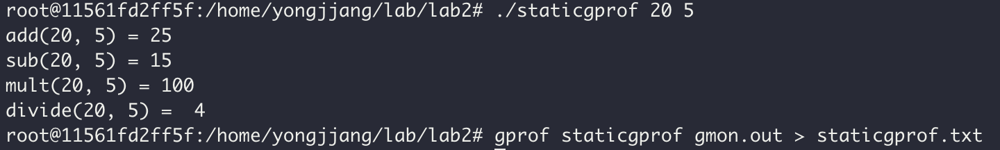 root@11561fd2ff5f:/home/yongjjang/lab/lab2# ./staticgprof 20 5
add(20, 5) = 25
sub(20, 5) = 15
mult(20, 5) = 100
divide(20, 5) =  4
root@11561fd2ff5f:/home/yongjjang/lab/lab2# gprof staticgprof gmon.out > staticgprof.txt